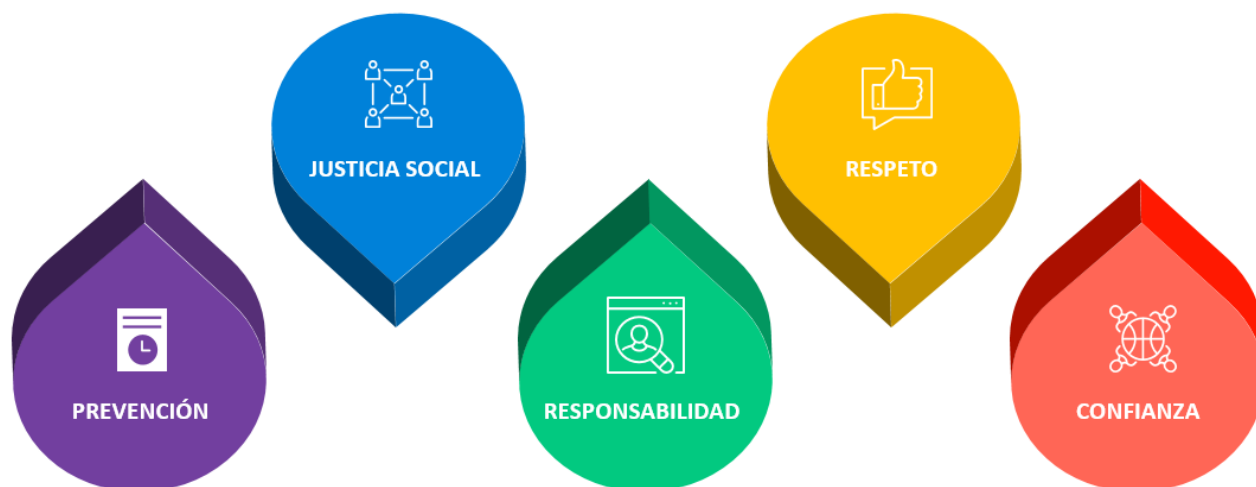 JUSTICIA SOCIAL
RESPETO
PREVENCIÓN
RESPONSABILIDAD
CONFIANZA